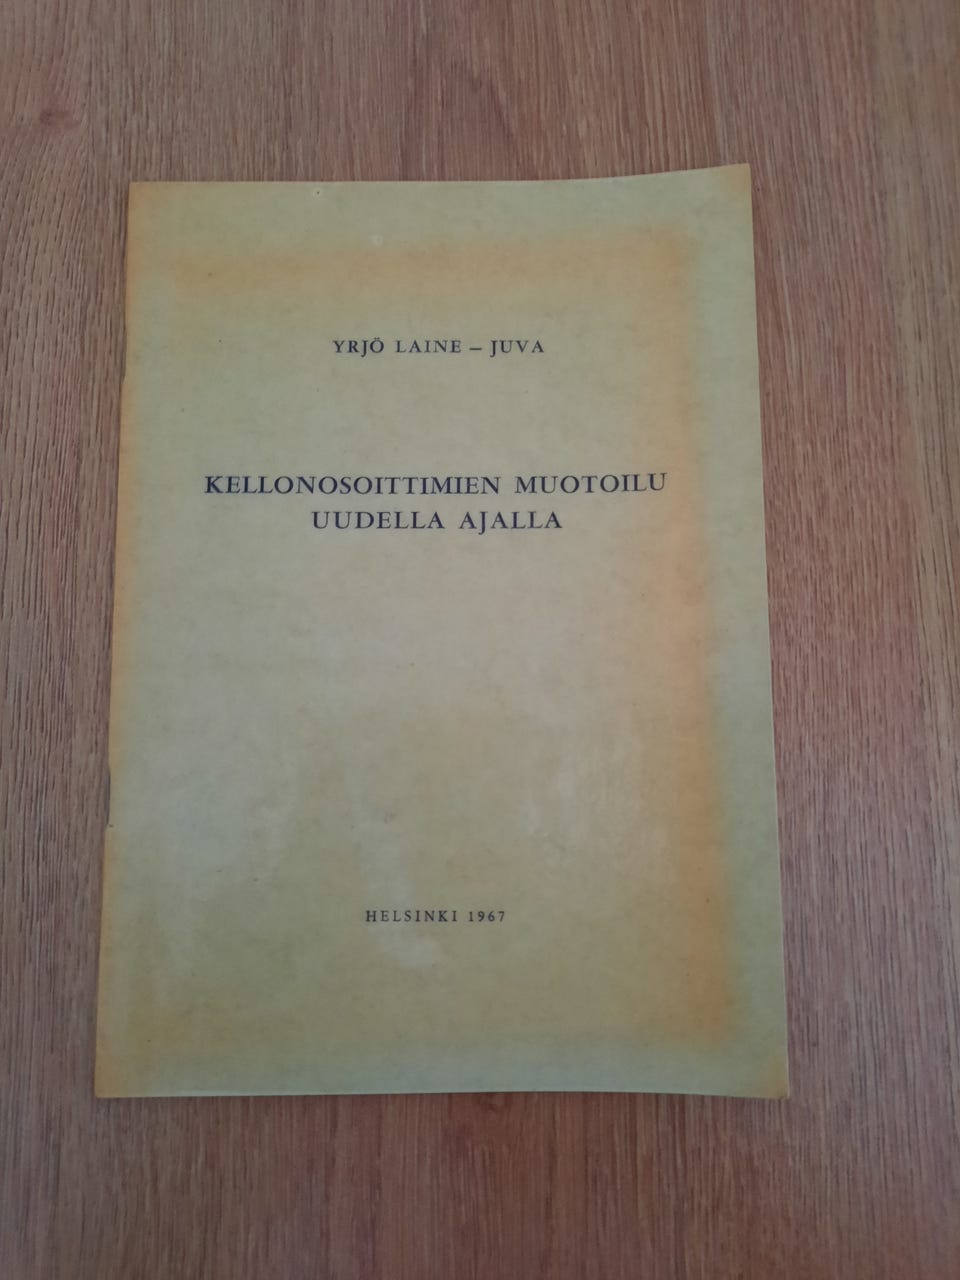 YRJÖ LAINE – JUVA
KELLONOSOITTIMIEN MUOTOILU
UUDELLA AJALLA
HELSINKI 1967